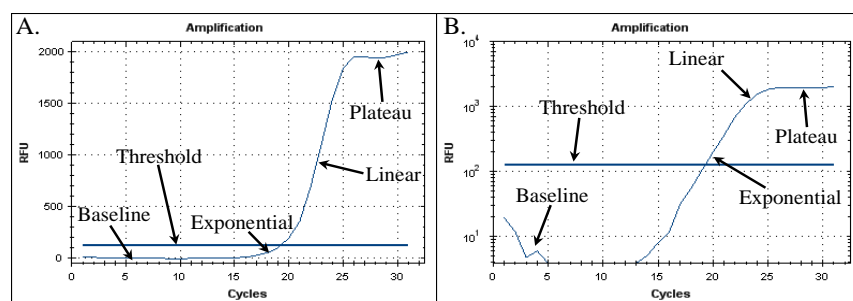 A.
Amplification
2000
1500
1000
500
0
RFU
Plateau
Threshold
Linear
Baseline
Exponential
0 5 10 15 20 25 30
Cycles
B.
Amplification
10^4
10^3
10^2
10^1
RFU
Linear
Threshold
Plateau
Baseline
Exponential
0 5 10 15 20 25 30
Cycles